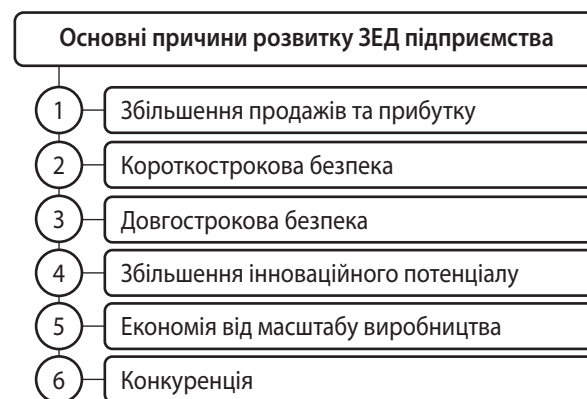 Основні причини розвитку ЗЕД підприємства
1 Збільшення продажів та прибутку
2 Короткострокова безпека
3 Довгострокова безпека
4 Збільшення інноваційного потенціалу
5 Економія від масштабу виробництва
6 Конкуренція